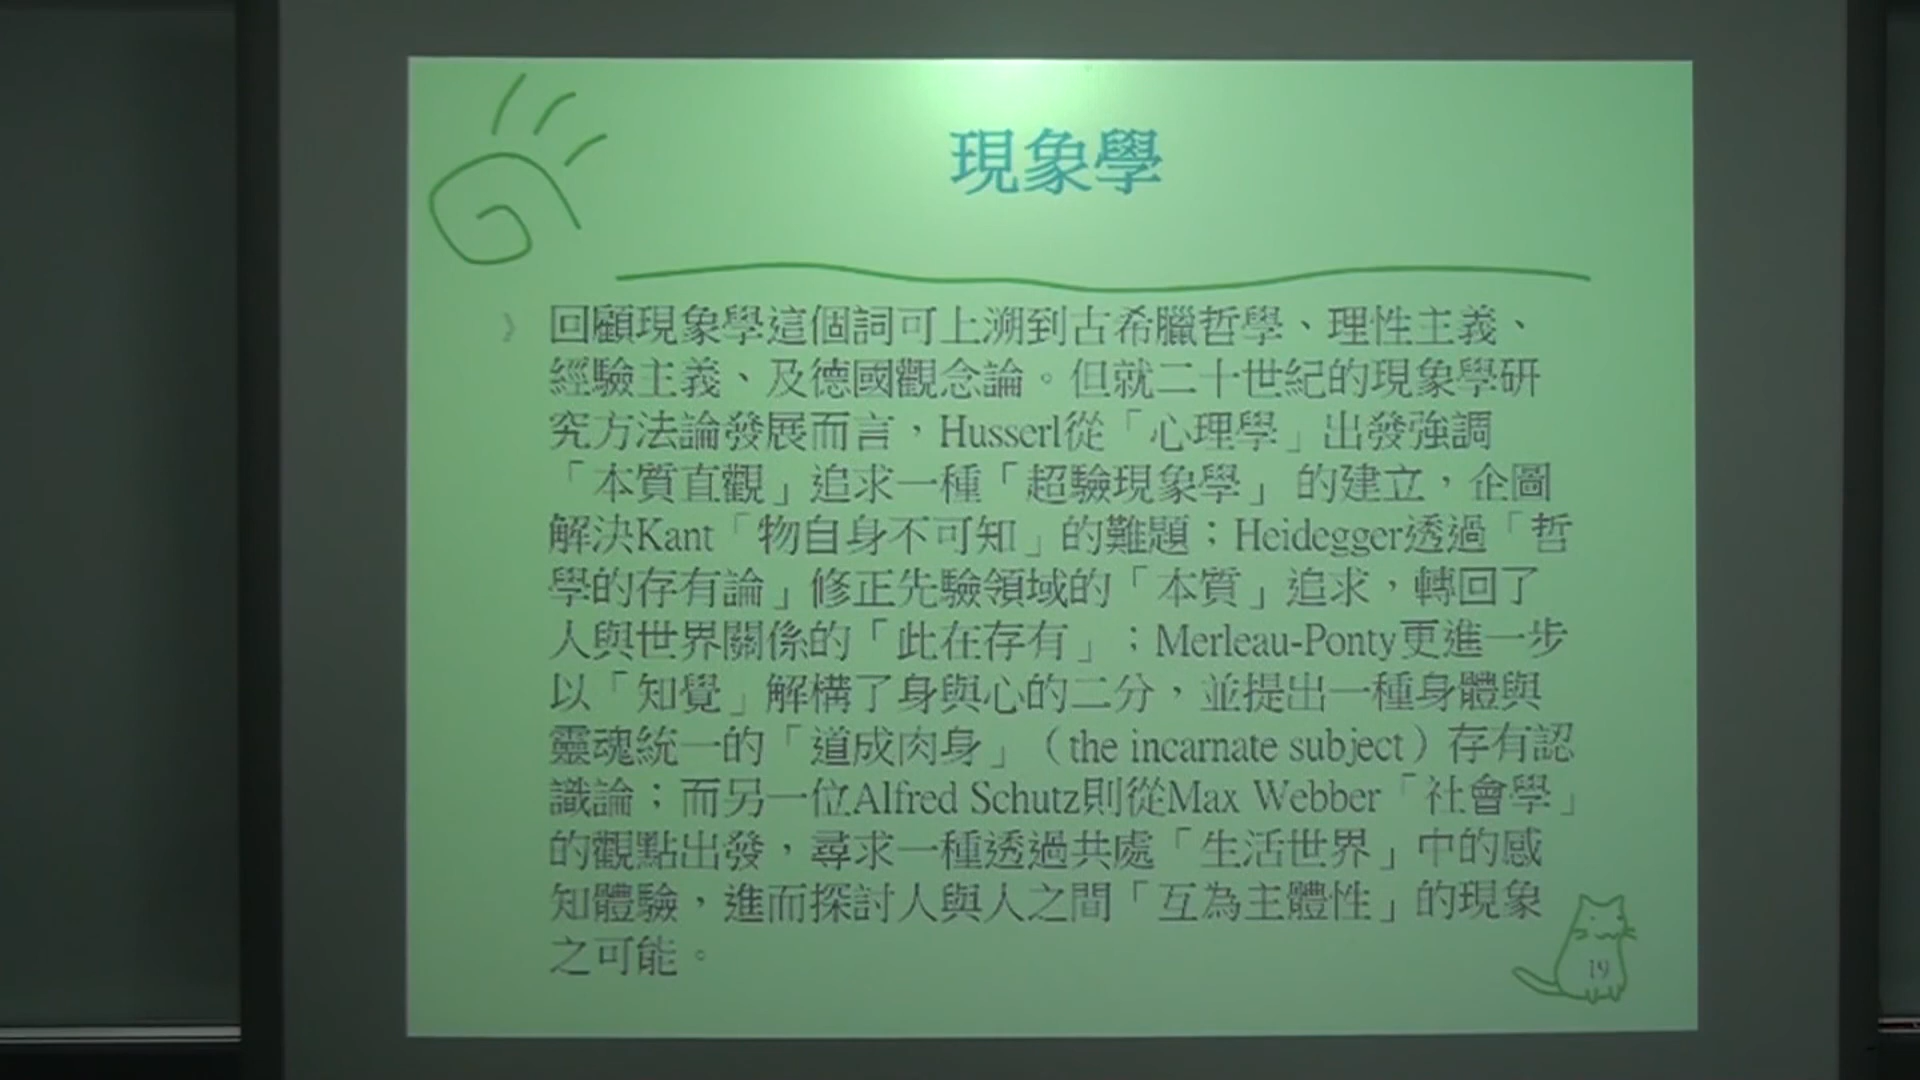 現象學
回顧現象學這個詞可上溯到古希臘哲學、理性主義、
經驗主義、及德國觀念論。但就二十世紀的現象學研
究方法論發展而言，Husserl從「心理學」出發強調
「本質直觀」追求一種「超驗現象學」的建立，企圖
解決Kant「物自身不可知」的難題；Heidegger透過「哲
學的存有論」修正先驗領域的「本質」追求，轉回了
人與世界關係的「此在存有」；Merleau-Ponty更進一步
以「知覺」解構了身與心的二分，並提出一種身體與
靈魂統一的「道成肉身」（the incarnate subject）存有認
識論；而另一位Alfred Schutz則從Max Webber「社會學」
的觀點出發，尋求一種透過共處「生活世界」中的感
知體驗，進而探討人與人之間「互為主體性」的現象
之可能。
19